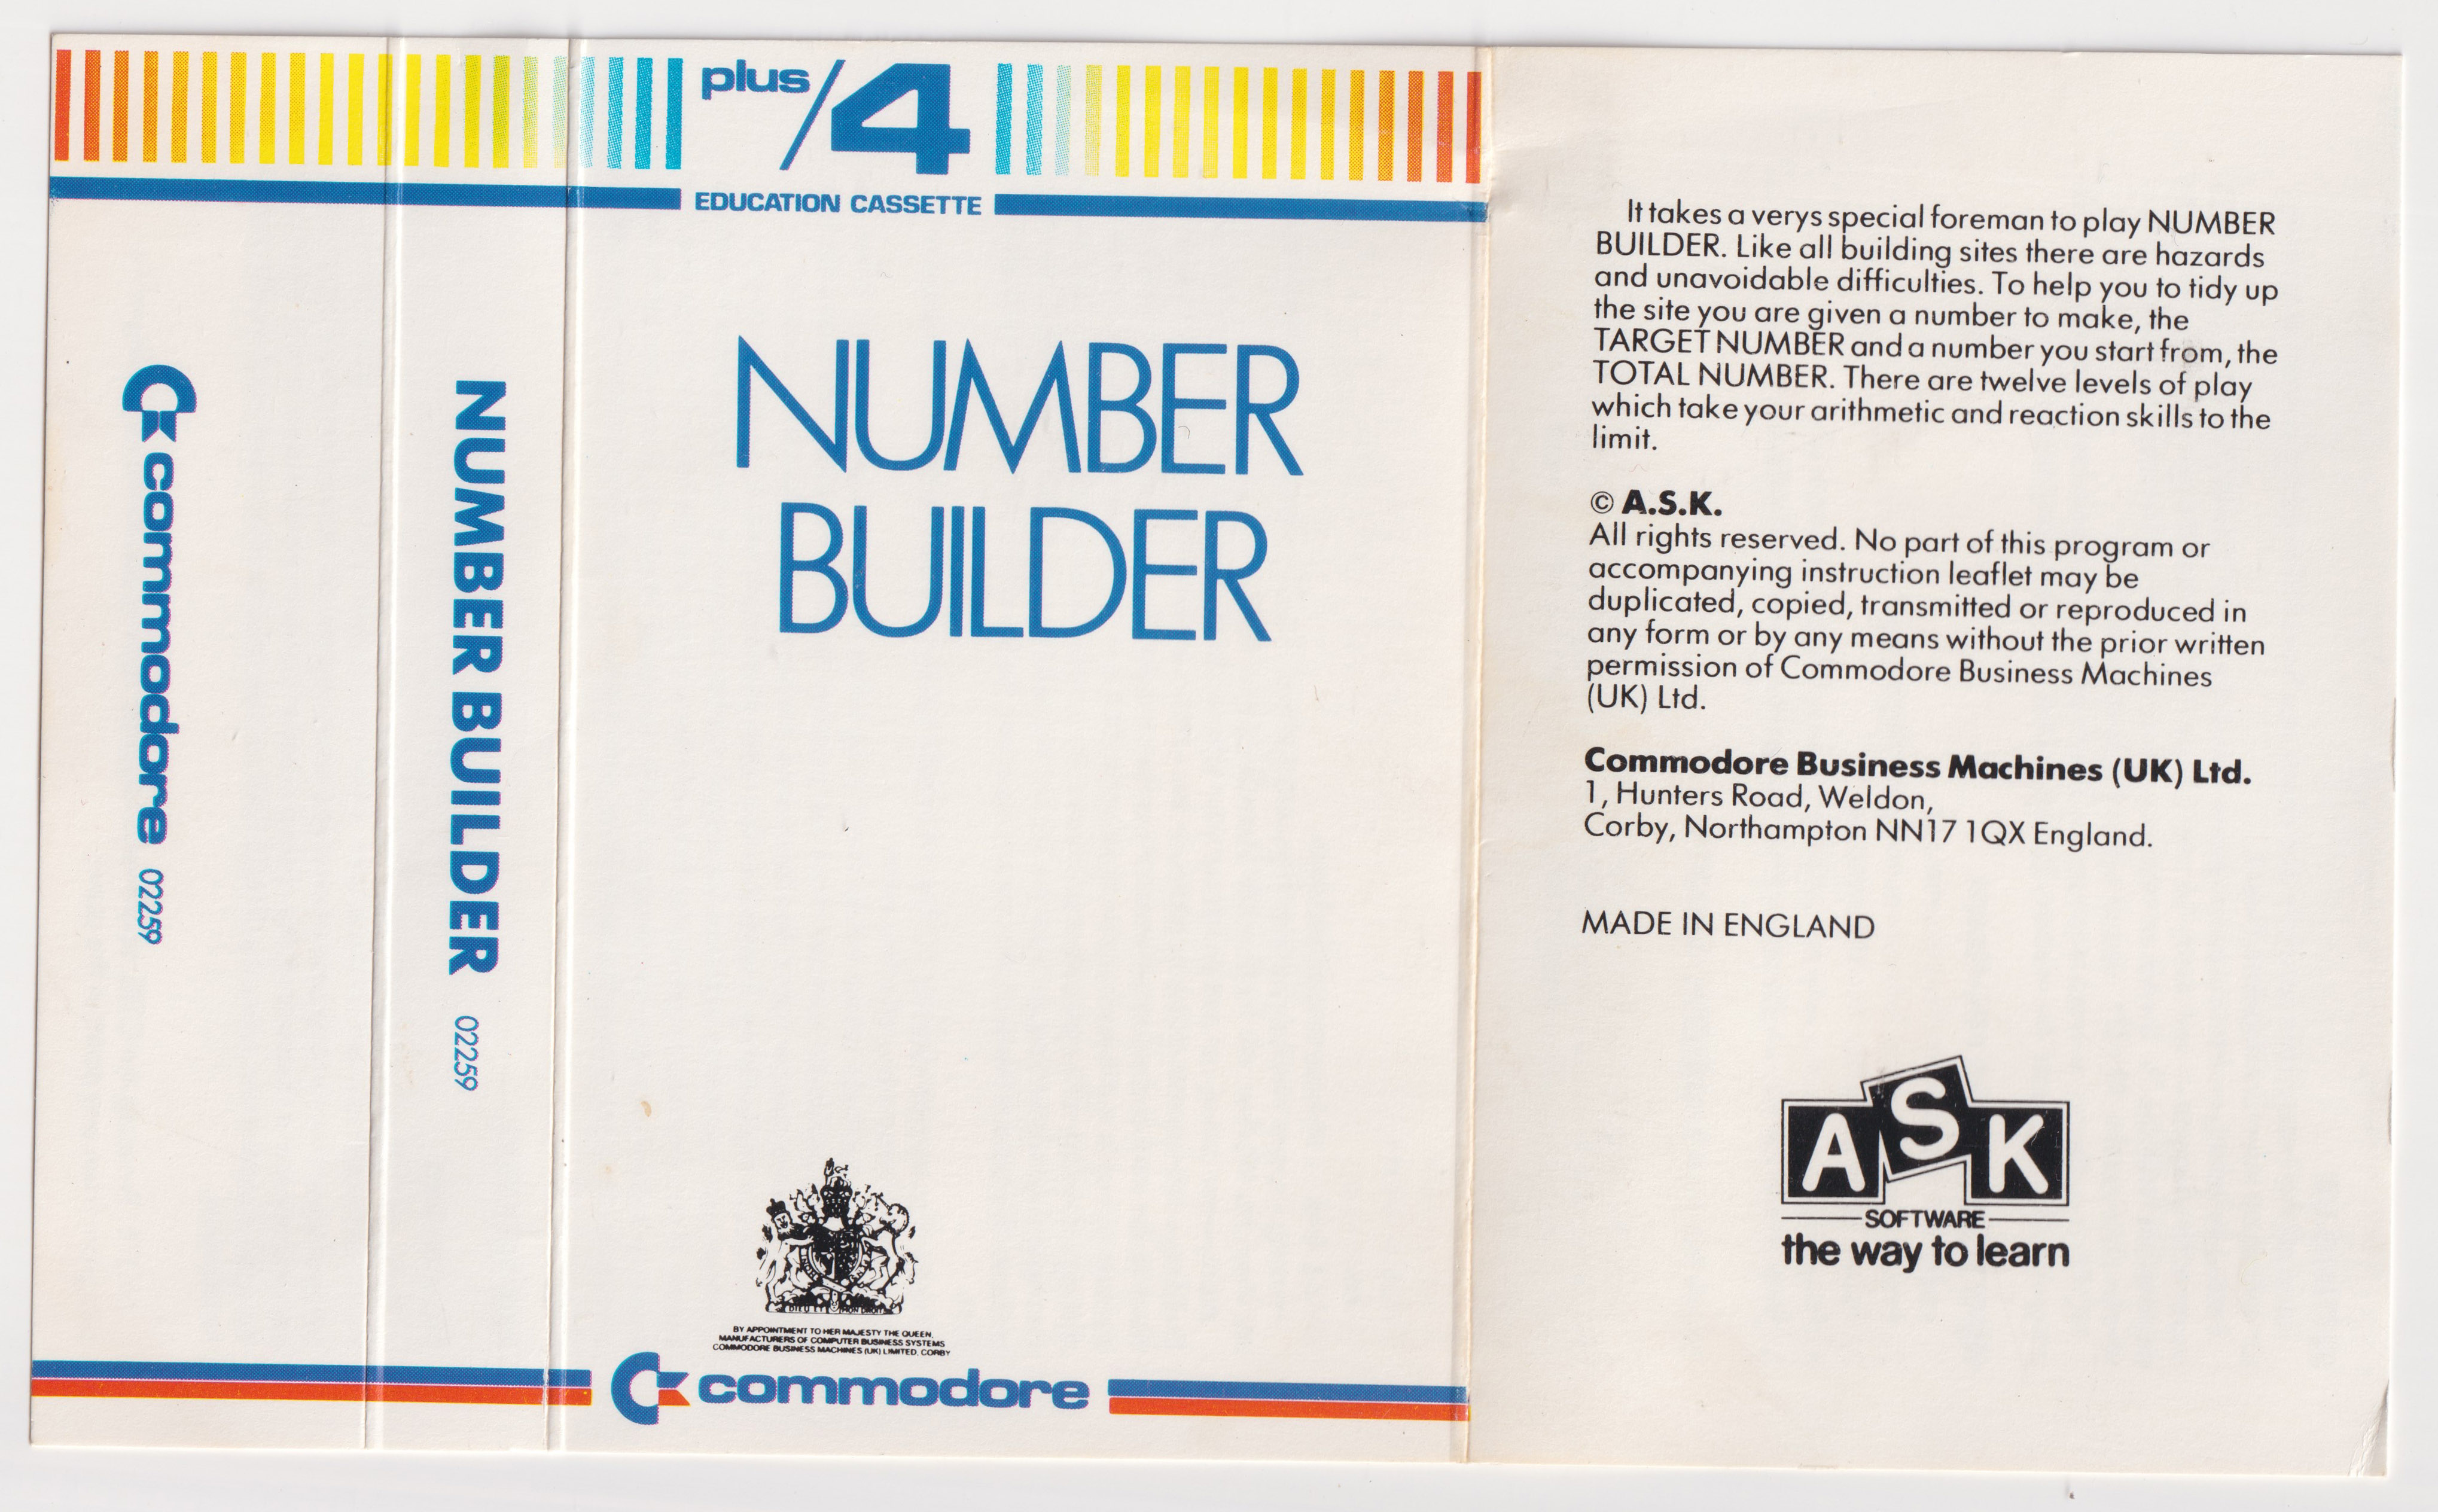 commodore 02259
NUMBER BUILDER 02259
plus/4
EDUCATION CASSETTE
NUMBER
BUILDER
DIEU ET MON DROIT
BY APPOINTMENT TO HER MAJESTY THE QUEEN,
MANUFACTURERS OF COMPUTER BUSINESS SYSTEMS
COMMODORE BUSINESS MACHINES (UK) LIMITED, CORBY
commodore
It takes a verys special foreman to play NUMBER
BUILDER. Like all building sites there are hazards
and unavoidable difficulties. To help you to tidy up
the site you are given a number to make, the
TARGET NUMBER and a number you start from, the
TOTAL NUMBER. There are twelve levels of play
which take your arithmetic and reaction skills to the
limit.
© A.S.K.
All rights reserved. No part of this program or
accompanying instruction leaflet may be
duplicated, copied, transmitted or reproduced in
any form or by any means without the prior written
permission of Commodore Business Machines
(UK) Ltd.
Commodore Business Machines (UK) Ltd.
1, Hunters Road, Weldon,
Corby, Northampton NN17 1QX England.
MADE IN ENGLAND
ASK
SOFTWARE
the way to learn